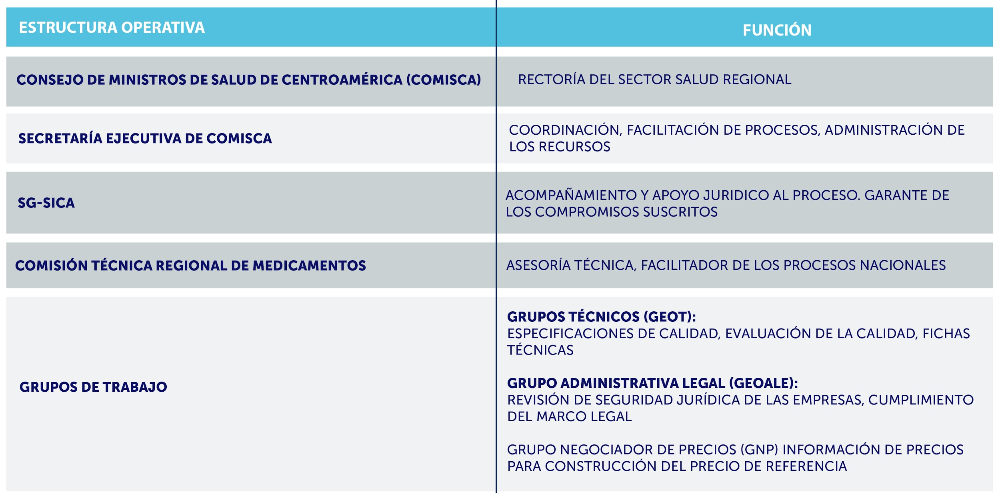 ESTRUCTURA OPERATIVA
FUNCIÓN
CONSEJO DE MINISTROS DE SALUD DE CENTROAMÉRICA (COMISCA)
RECTORÍA DEL SECTOR SALUD REGIONAL
SECRETARÍA EJECUTIVA DE COMISCA
COORDINACIÓN, FACILITACIÓN DE PROCESOS, ADMINISTRACIÓN DE
LOS RECURSOS
SG-SICA
ACOMPAÑAMIENTO Y APOYO JURIDICO AL PROCESO. GARANTE DE
LOS COMPROMISOS SUSCRITOS
COMISIÓN TÉCNICA REGIONAL DE MEDICAMENTOS
ASESORÍA TÉCNICA, FACILITADOR DE LOS PROCESOS NACIONALES
GRUPOS DE TRABAJO
GRUPOS TÉCNICOS (GEOT):
ESPECIFICACIONES DE CALIDAD, EVALUACIÓN DE LA CALIDAD, FICHAS
TÉCNICAS
GRUPO ADMINISTRATIVA LEGAL (GEOALE):
REVISIÓN DE SEGURIDAD JURÍDICA DE LAS EMPRESAS, CUMPLIMIENTO
DEL MARCO LEGAL
GRUPO NEGOCIADOR DE PRECIOS (GNP) INFORMACIÓN DE PRECIOS
PARA CONSTRUCCIÓN DEL PRECIO DE REFERENCIA